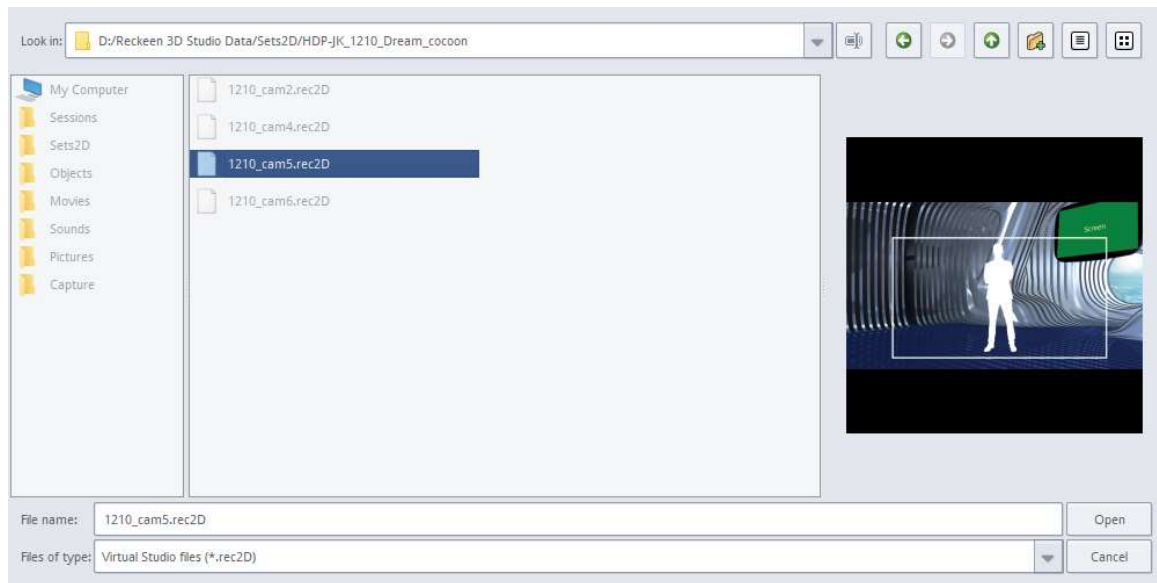 Look in: D:/Reckeen 3D Studio Data/Sets2D/HDP-JK_1210_Dream_cocoon
My Computer
Sessions
Sets2D
Objects
Movies
Sounds
Pictures
Capture
1210_cam2.rec2D
1210_cam4.rec2D
1210_cam5.rec2D
1210_cam6.rec2D
Screen
File name: 1210_cam5.rec2D Open
Files of type: Virtual Studio files (*.rec2D) Cancel